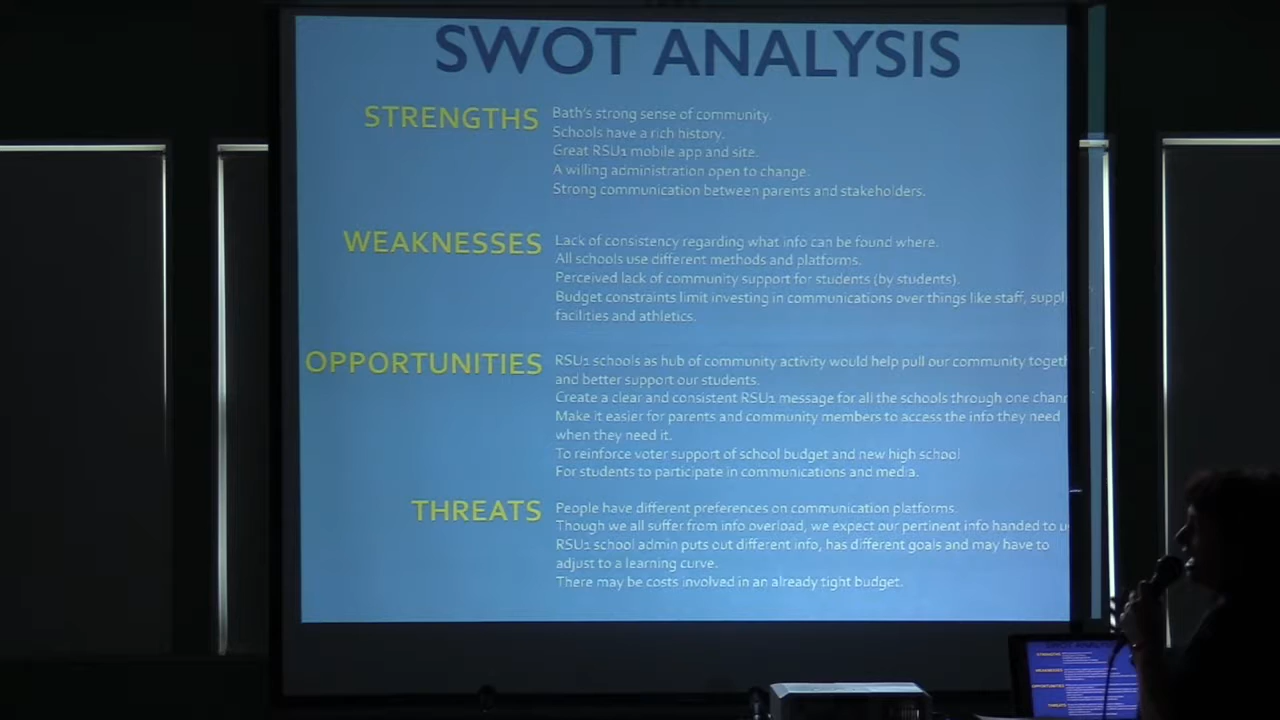 SWOT ANALYSIS
STRENGTHS
Bath's strong sense of community.
Schools have a rich history.
Great RSU1 mobile app and site.
A willing administration open to change.
Strong communication between parents and stakeholders.
WEAKNESSES
Lack of consistency regarding what info can be found where.
All schools use different methods and platforms.
Perceived lack of community support for students (by students).
Budget constraints limit investing in communications over things like staff, suppl
facilities and athletics.
OPPORTUNITIES
RSU1 schools as hub of community activity would help pull our community togeth
and better support our students.
Create a clear and consistent RSU1 message for all the schools through one chann
Make it easier for parents and community members to access the info they need
when they need it.
To reinforce voter support of school budget and new high school
For students to participate in communications and media.
THREATS
People have different preferences on communication platforms.
Though we all suffer from info overload, we expect our pertinent info handed to u
RSU1 school admin puts out different info, has different goals and may have to
adjust to a learning curve.
There may be costs involved in an already tight budget.
SWOT ANALYSIS
STRENGTHS
WEAKNESSES
OPPORTUNITIES
THREATS